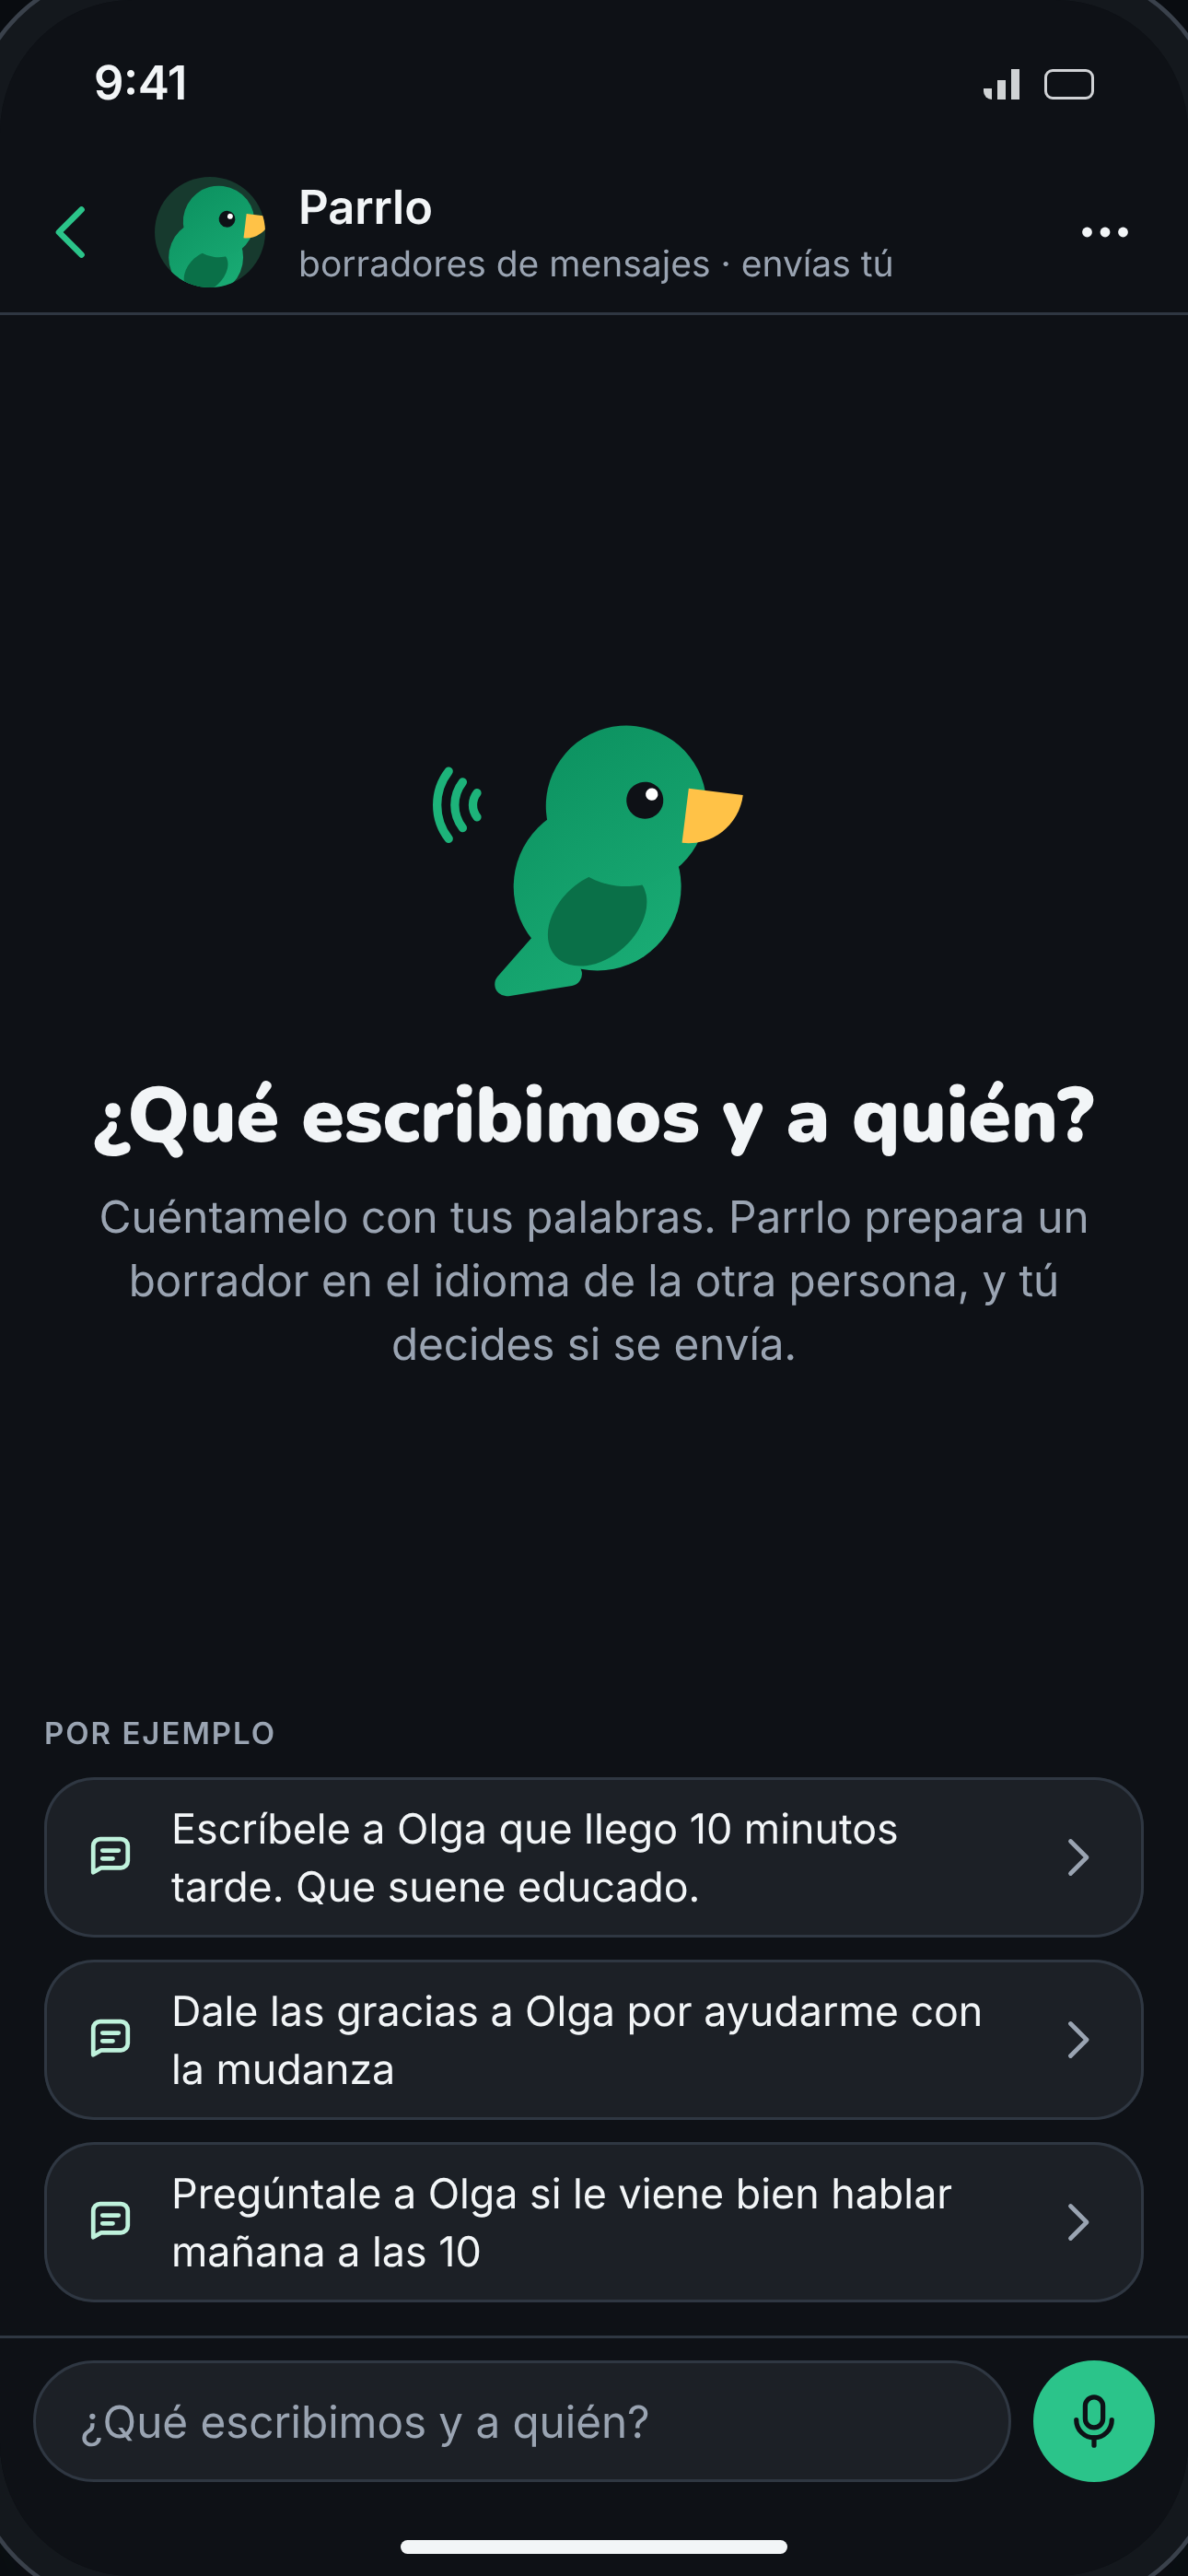 9:41
Parrlo
borradores de mensajes · envías tú
¿Qué escribimos y a quién?
Cuéntamelo con tus palabras. Parrlo prepara un
borrador en el idioma de la otra persona, y tú
decides si se envía.
POR EJEMPLO
Escríbele a Olga que llego 10 minutos
tarde. Que suene educado.
Dale las gracias a Olga por ayudarme con
la mudanza
Pregúntale a Olga si le viene bien hablar
mañana a las 10
¿Qué escribimos y a quién?